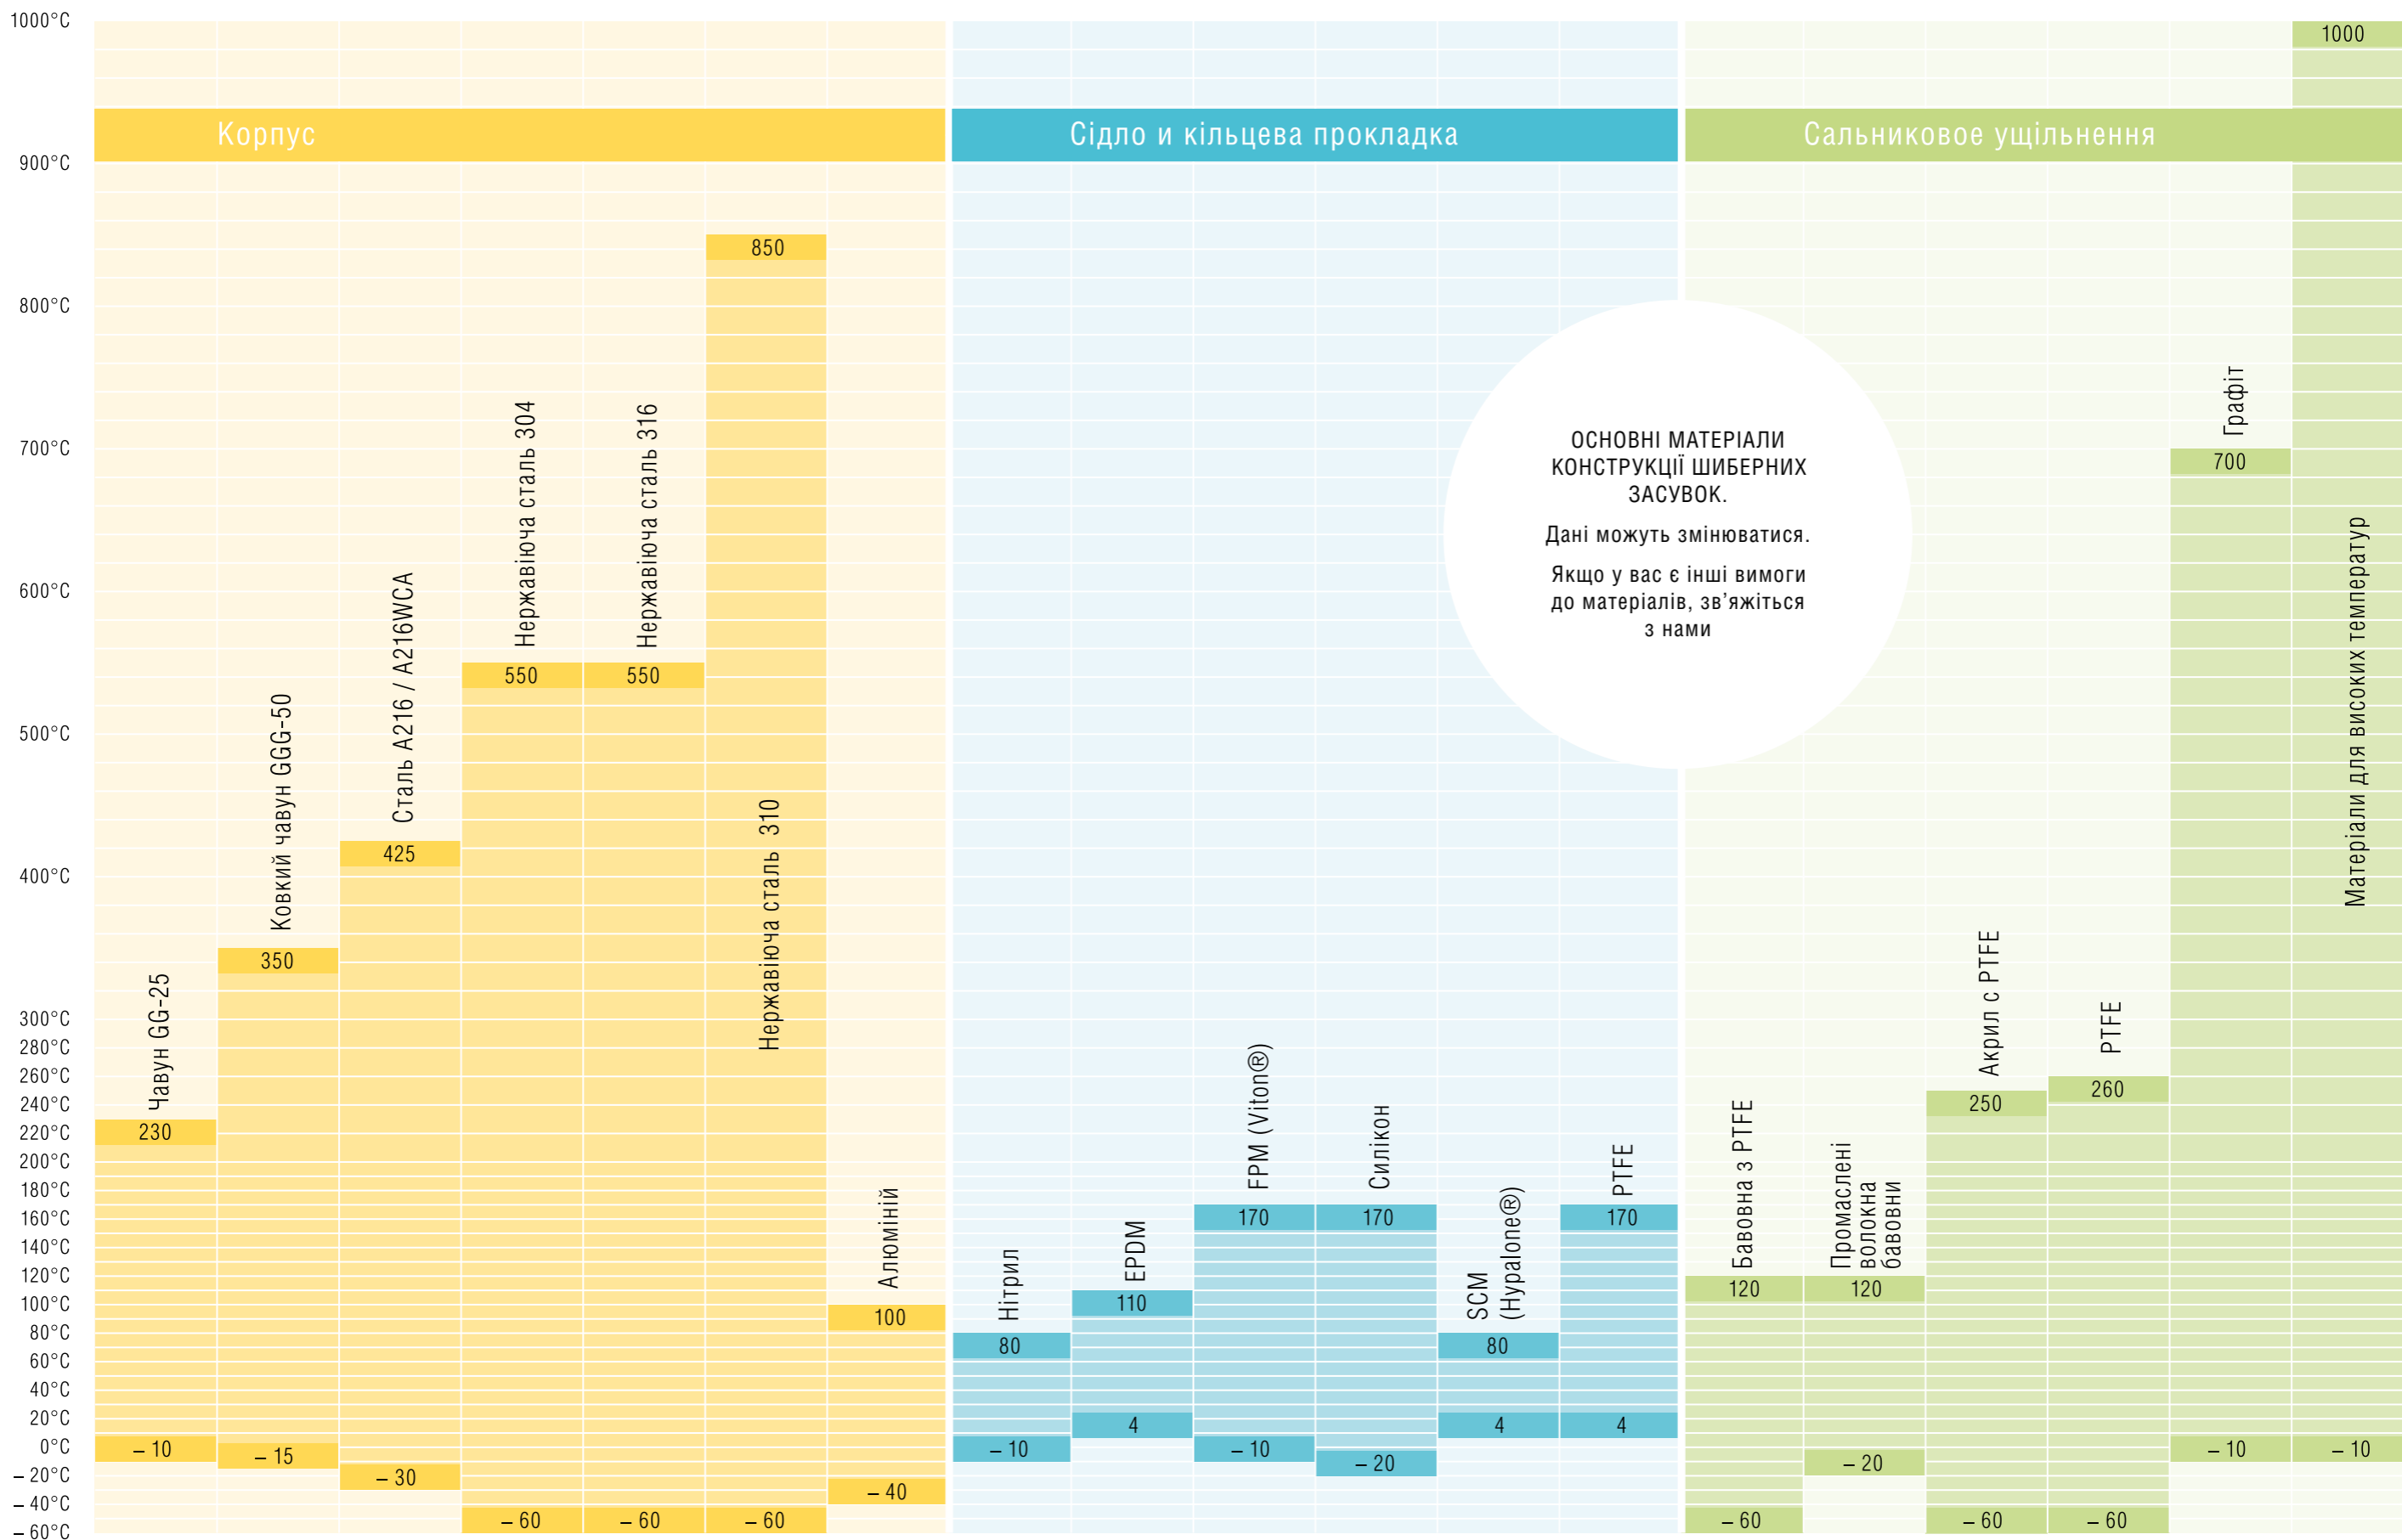 1000°C
900°C
800°C
700°C
600°C
500°C
400°C
300°C
280°C
260°C
240°C
220°C
200°C
180°C
160°C
140°C
120°C
100°C
80°C
60°C
40°C
20°C
0°C
– 20°C
– 40°C
– 60°C
Корпус
Чавун GG-25
230
– 10
Ковкий чавун GGG-50
350
– 15
Сталь A216 / A216WCA
425
– 30
Нержавіюча сталь 304
550
– 60
Нержавіюча сталь 316
550
– 60
850
Нержавіюча сталь 310
– 60
Алюміній
100
– 40
Сідло и кільцева прокладка
Нітрил
80
– 10
EPDM
110
4
FPM (Viton®)
170
– 10
Силікон
170
– 20
SCM
(Hypalone®)
80
4
PTFE
170
4
ОСНОВНІ МАТЕРІАЛИ
КОНСТРУКЦІЇ ШИБЕРНИХ
ЗАСУВОК.
Дані можуть змінюватися.
Якщо у вас є інші вимоги
до матеріалів, зв’яжіться
з нами
Сальниковое ущільнення
Бавовна з PTFE
120
– 60
Промаслені
волокна
бавовни
120
– 20
Акрил с PTFE
250
– 60
PTFE
260
– 60
Графіт
700
– 10
1000
Матеріали для високих температур
– 10